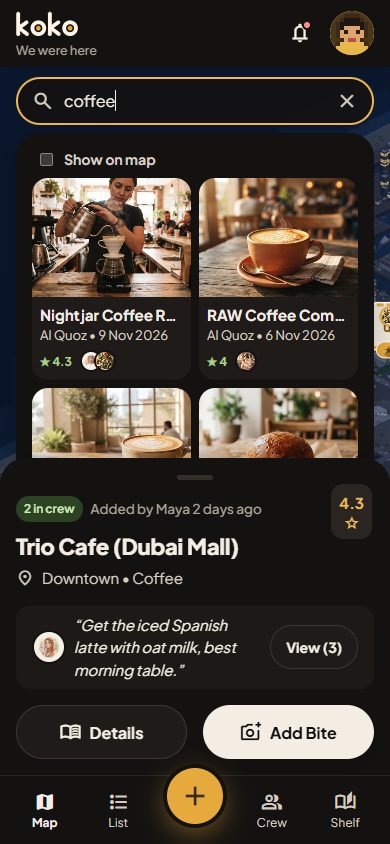 koko
We were here
coffee
Show on map
Nightjar Coffee R...
Al Quoz • 9 Nov 2026
★4.3
RAW Coffee Com...
Al Quoz • 6 Nov 2026
★4
2 in crew
Added by Maya 2 days ago
4.3
Trio Cafe (Dubai Mall)
Downtown • Coffee
“Get the iced Spanish
latte with oat milk, best
morning table.”
View (3)
Details
Add Bite
Map
List
Crew
Shelf